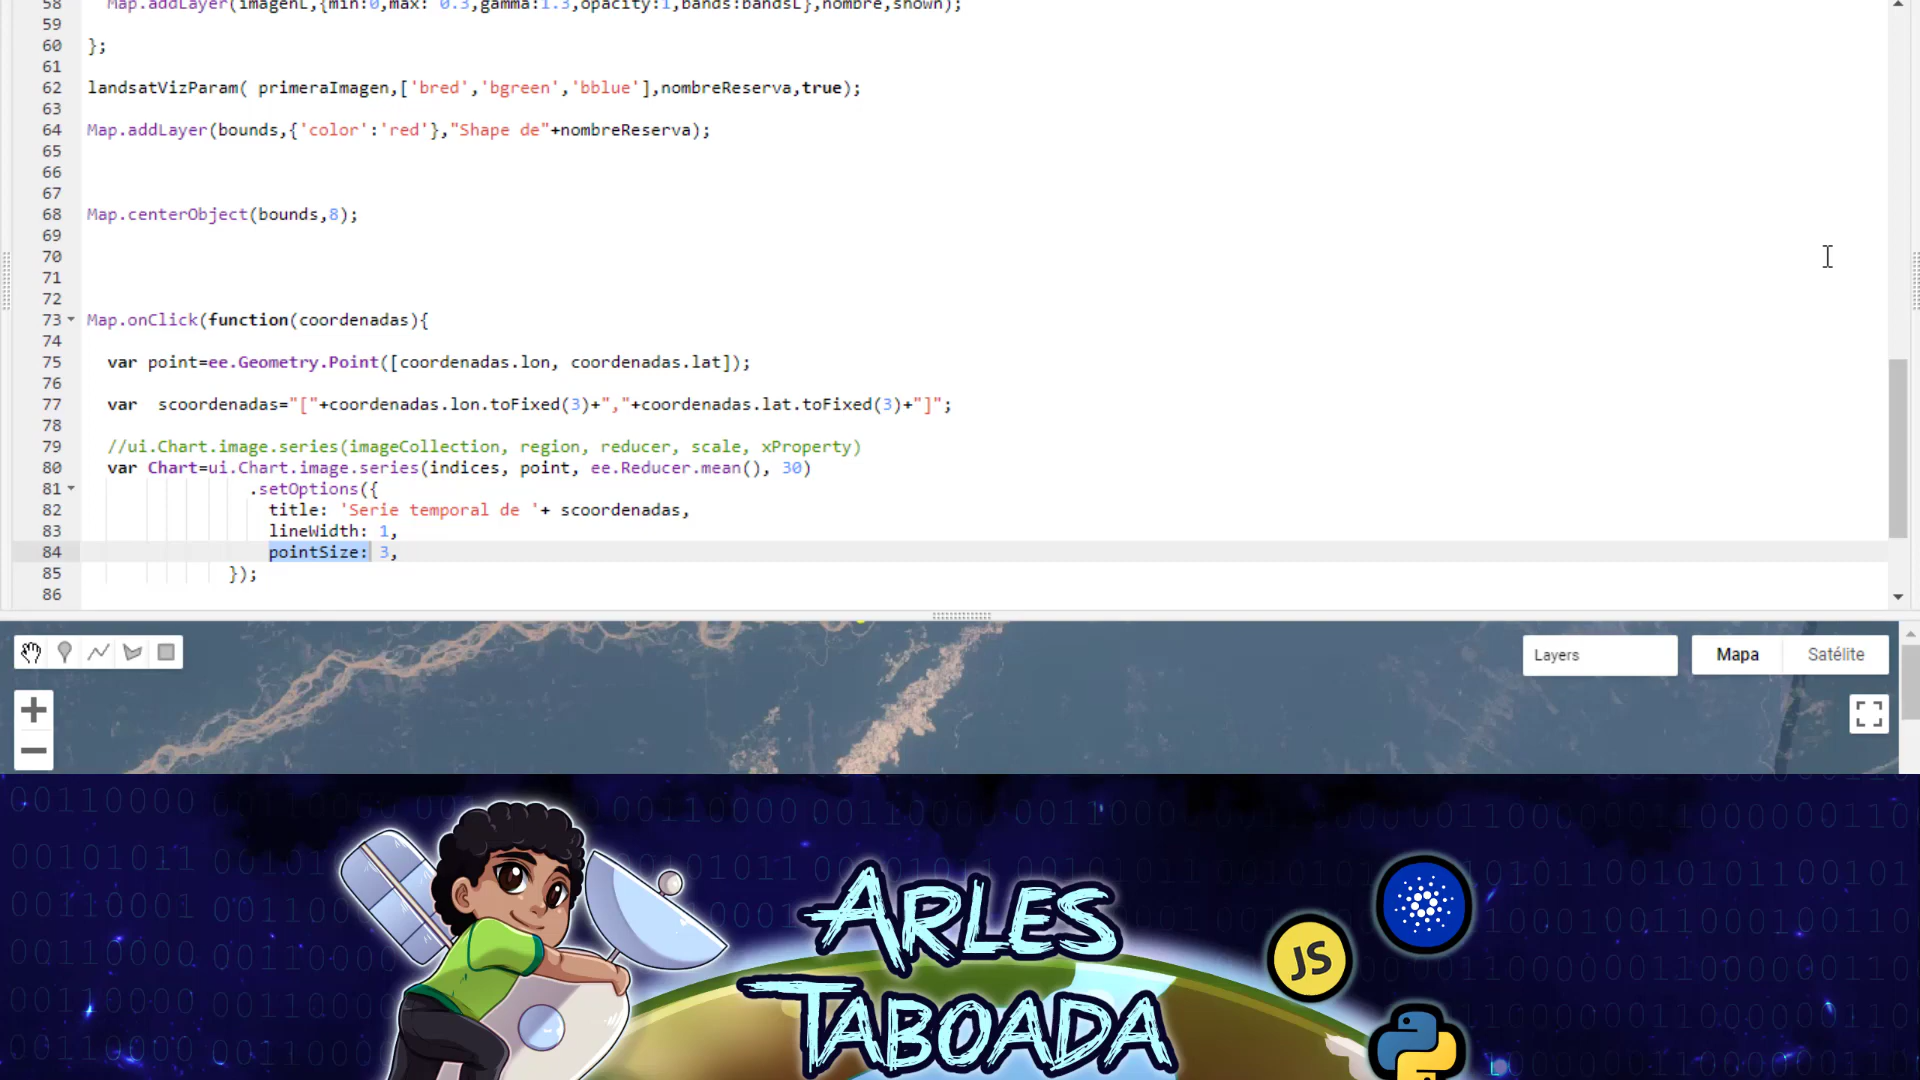 58 Map.addLayer(imagenL,{min:0,max: 0.3,gamma:1.3,opacity:1,bands:bandsL},nombre,shown);
59
60 };
61
62 landsatVizParam( primeraImagen,['bred','bgreen','bblue'],nombreReserva,true);
63
64 Map.addLayer(bounds,{'color':'red'},"Shape de"+nombreReserva);
65
66
67
68 Map.centerObject(bounds,8);
69
70
71
72
73 Map.onClick(function(coordenadas){
74
75 var point=ee.Geometry.Point([coordenadas.lon, coordenadas.lat]);
76
77 var scoordenadas="["+coordenadas.lon.toFixed(3)+","+coordenadas.lat.toFixed(3)+"]";
78
79 //ui.Chart.image.series(imageCollection, region, reducer, scale, xProperty)
80 var Chart=ui.Chart.image.series(indices, point, ee.Reducer.mean(), 30)
81 .setOptions({
82 title: 'Serie temporal de '+ scoordenadas,
83 lineWidth: 1,
84 pointSize: 3,
85 });
86
Layers
Mapa
Satélite
ARLES
TABOADA
JS